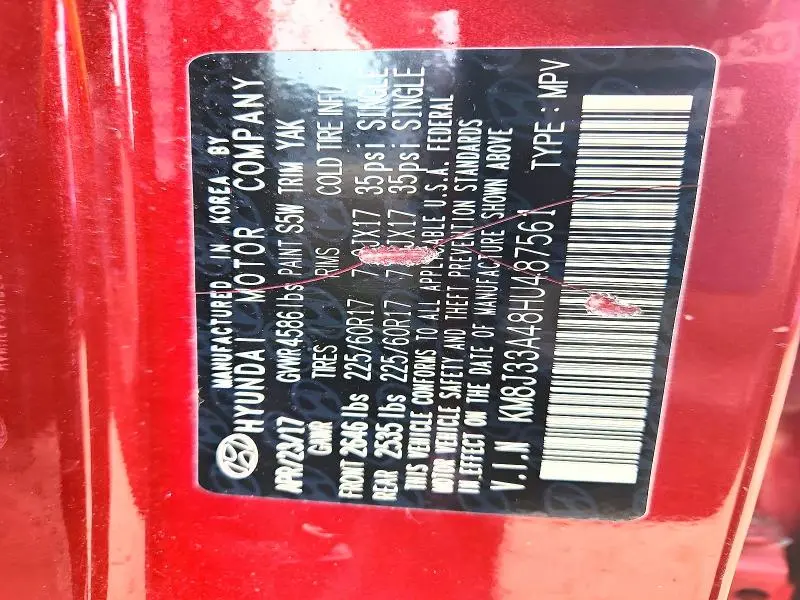 MANUFACTURED IN KOREA BY
HYUNDAI MOTOR COMPANY
APR/23/17 GVWR 4586 lbs PAINT S5W TRIM YAK
GAWR TIRES RIMS COLD TIRE INFL
FRONT 2646 lbs 225/60R17 JX17 35psi SINGLE
REAR 2535 lbs 225/60R17 JX17 35psi SINGLE
THIS VEHICLE CONFORMS TO ALL APPLICABLE U.S.A. FEDERAL
MOTOR VEHICLE SAFETY AND THEFT PREVENTION STANDARDS
IN EFFECT ON THE DATE OF MANUFACTURE SHOWN ABOVE
V.I.N KM8J33A48HU487561 TYPE : MPV